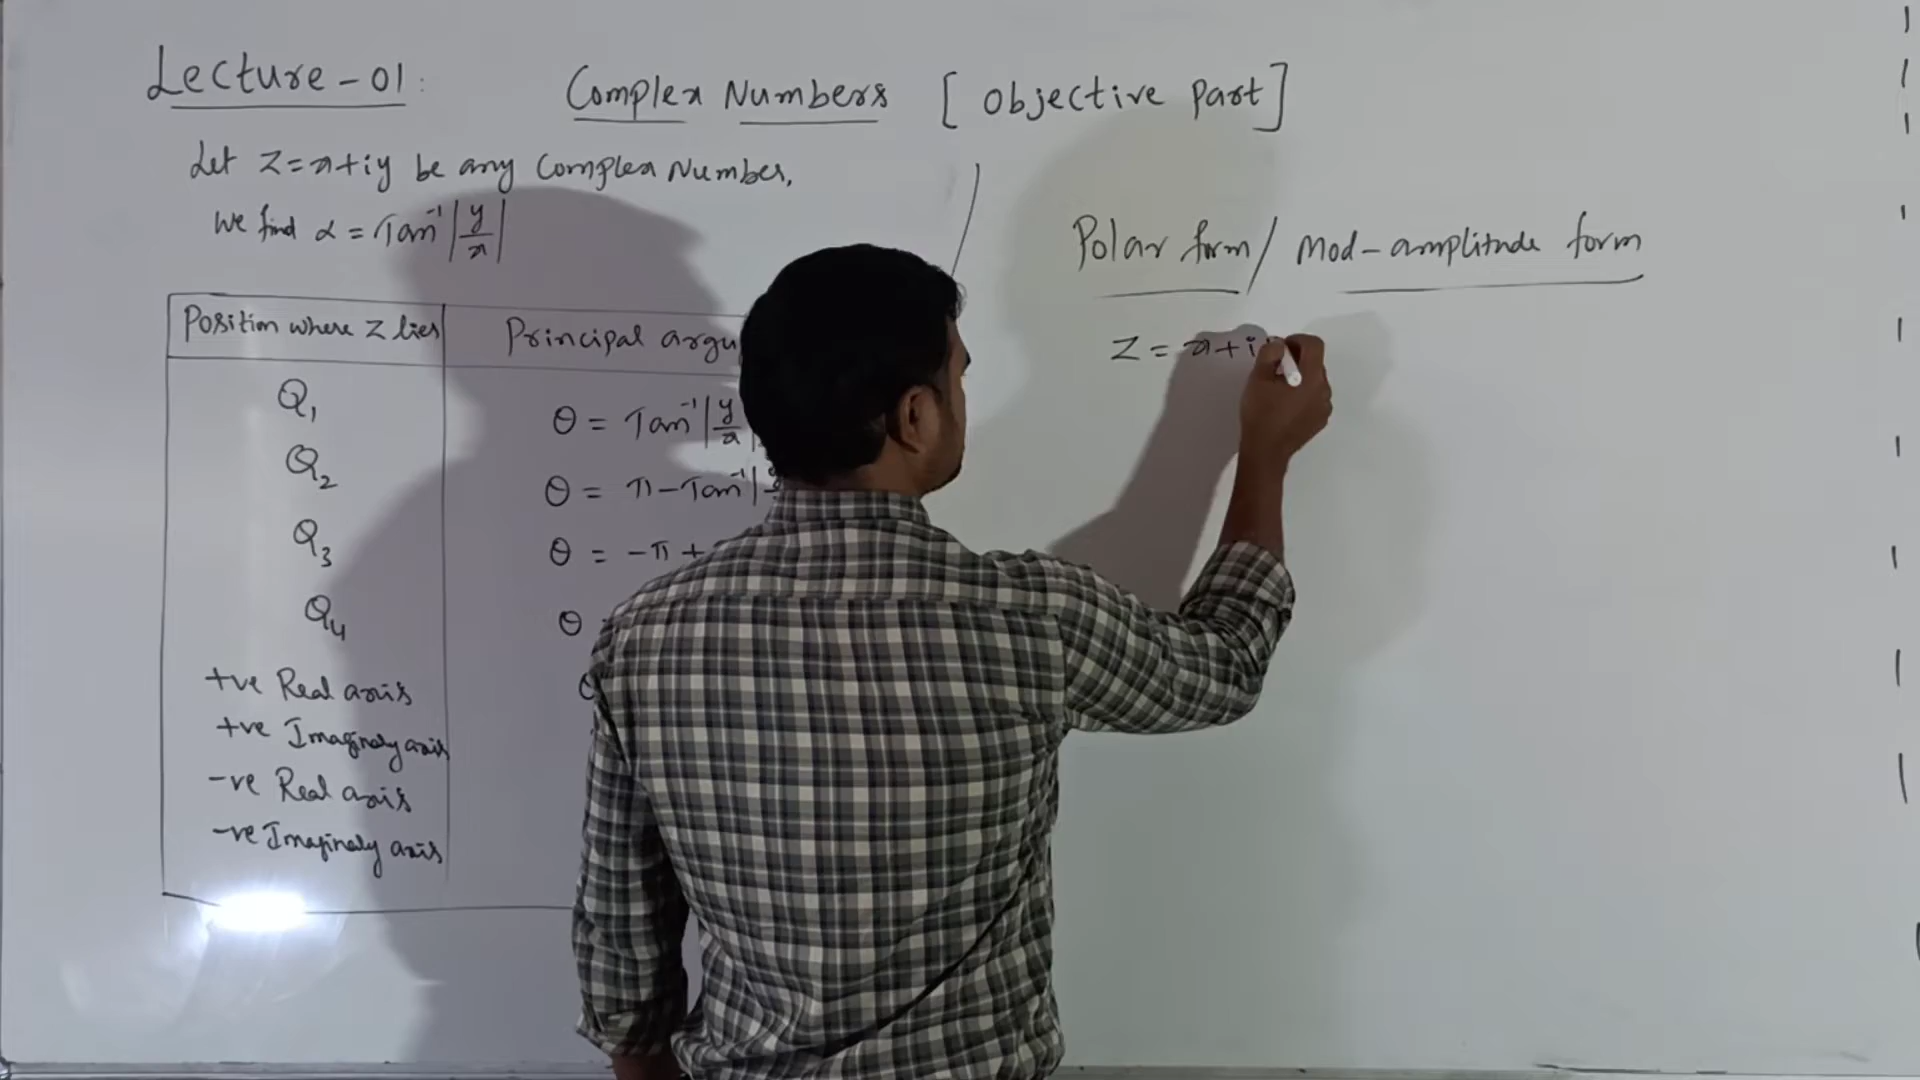 Lecture-01:
Complex Numbers [Objective part]
Let z=x+iy be any Complex Number,
We find α = Tan⁻¹|y/x|
Position where z lies
Principal argu
Q₁
θ = Tan⁻¹|y/x
Q₂
θ = π-Tan⁻¹|
Q₃
θ = -π+
Q₄
θ
+ve Real axis
+ve Imaginary axis
-ve Real axis
-ve Imaginary axis
Polar form/ Mod-amplitude form
Z = x+i